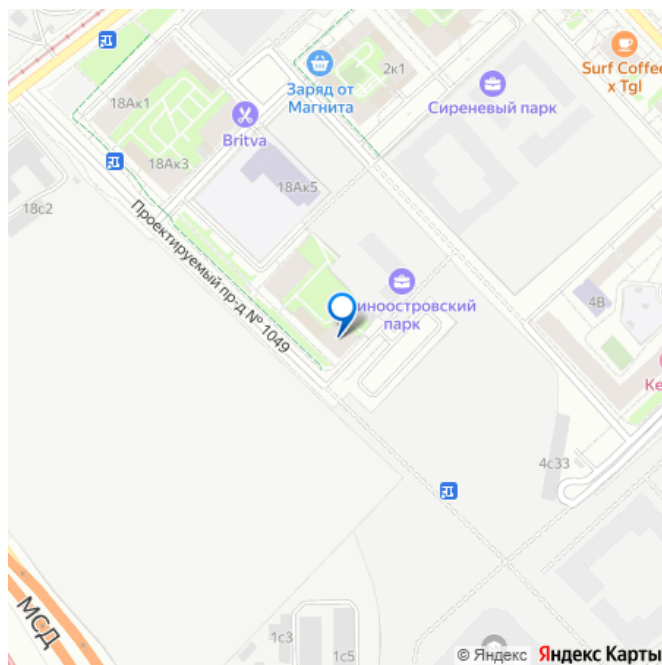 2к1
Surf Coffee
x Tgl
Заряд от
Магнита
18Ак1
Сиреневый парк
Britva
18Ак3
18Ак5
18с2
Проектируемый пр-д № 1049
4В
иноостровский
парк
Ке
4с33
МСД
1с3
1с5
© Яндекс Яндекс Карты